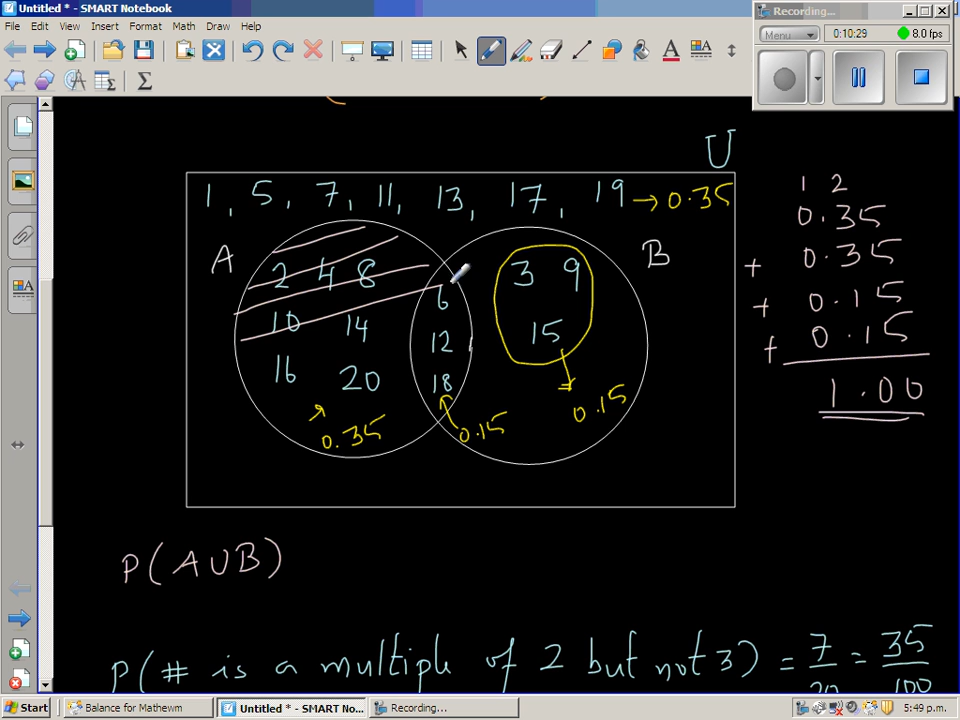 Untitled * - SMART Notebook
File Edit View Insert Format Math Draw Help
Recording...
Menu 0:10:29 8.0 fps
U
1, 5, 7, 11, 13, 17, 19 → 0.35
A B
2 4 8 6 3 9
10 14 12 15
16 20 18
0.35 0.15 0.15
1 2
0.35
0.35
+ 0.15
+ 0.15
+
1.00
P(A∪B)
P(# is a multiple of 2 but not 3) = 7/20 = 35/100
Start Balance for Mathewm Untitled * - SMART No... Recording... 5:49 p.m.